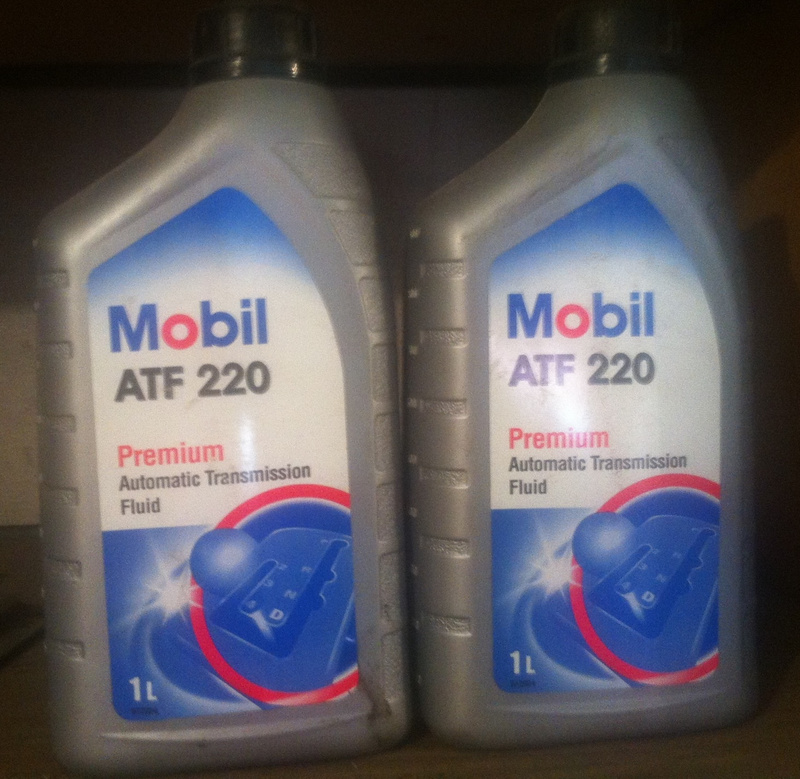 Mobil
ATF 220
Premium
Automatic Transmission
Fluid
N
D
1L
Mobil
ATF 220
Premium
Automatic Transmission
Fluid
D
1L